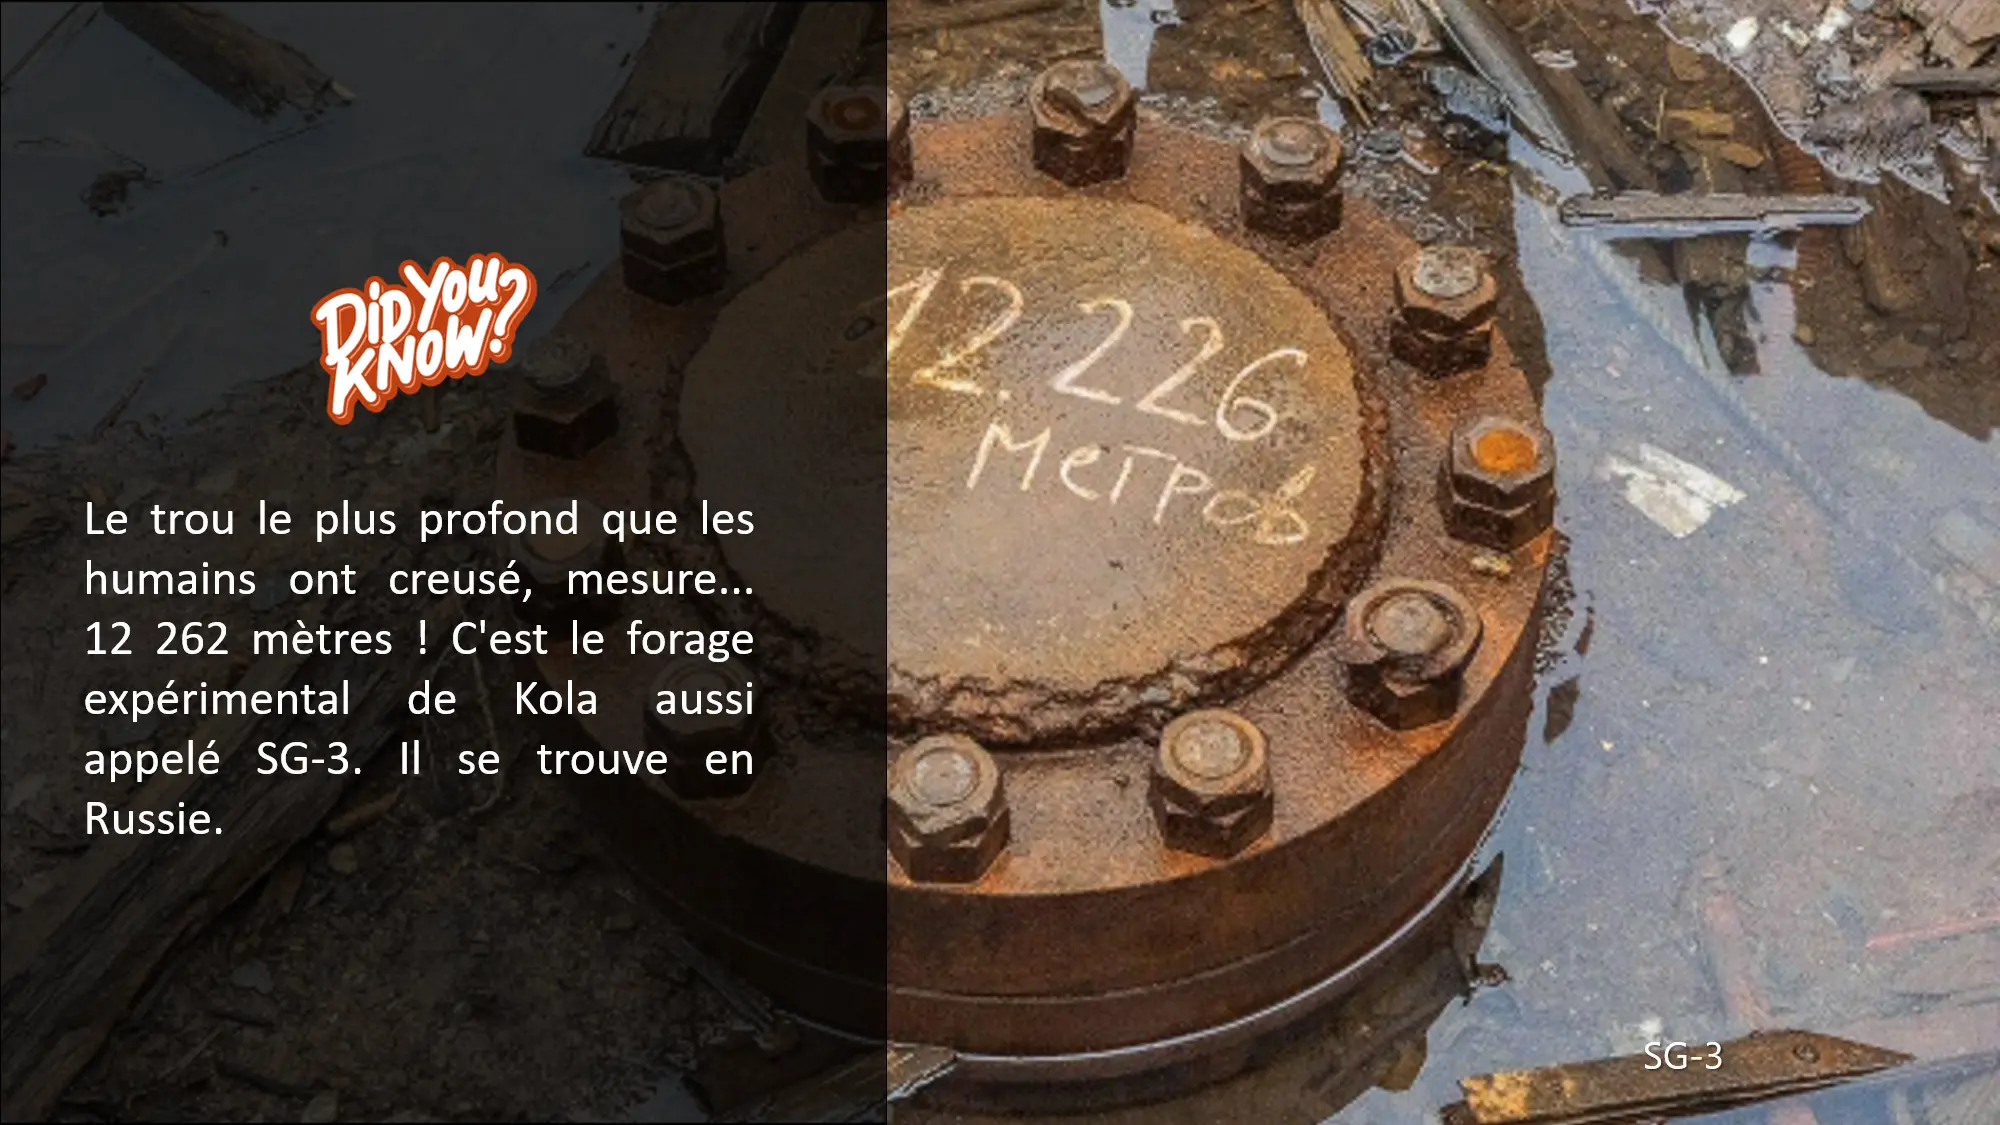 DiD YOU
KNOW?
Le trou le plus profond que les
humains ont creusé, mesure...
12 262 mètres ! C'est le forage
expérimental de Kola aussi
appelé SG-3. Il se trouve en
Russie.
12.226
метров
SG-3